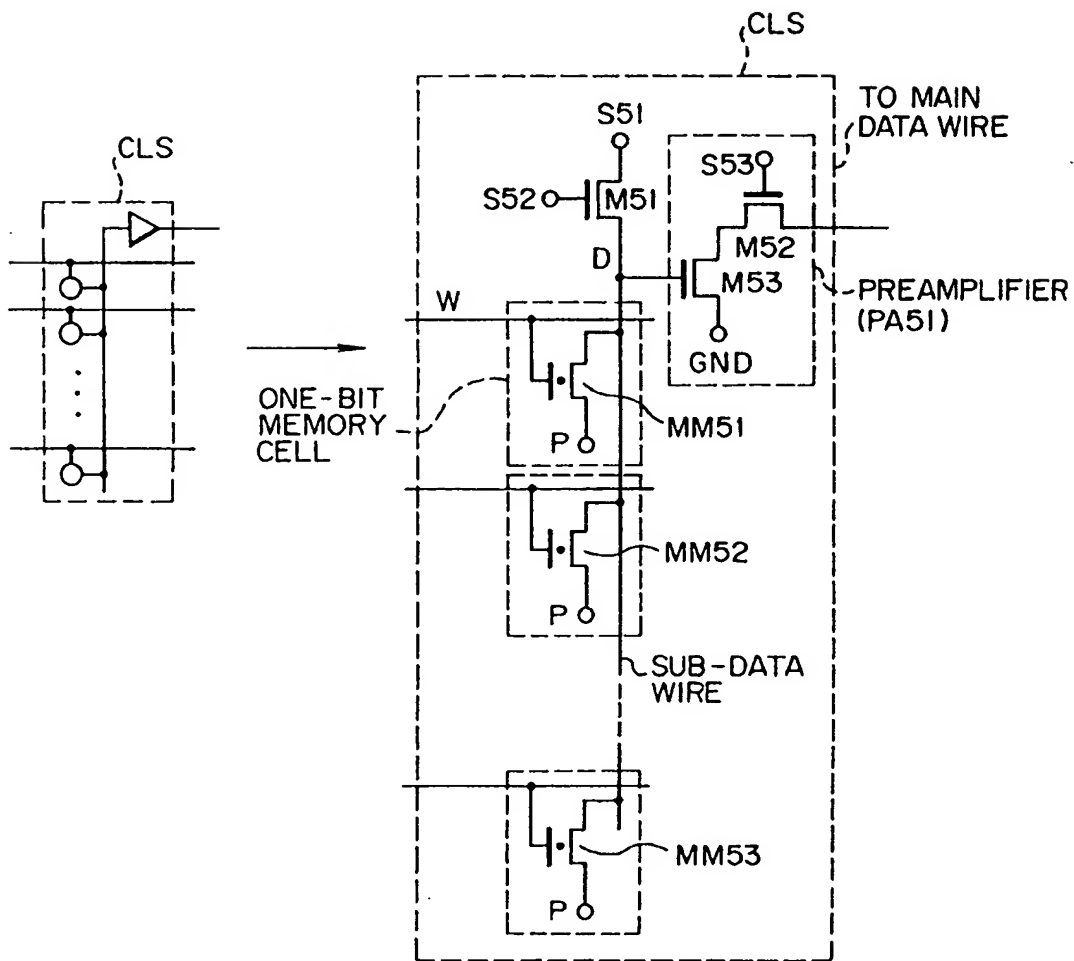 CLS
CLS
TO MAIN
DATA WIRE
S51
S53
S52
M51
M52
D
M53
PREAMPLIFIER
(PA51)
W
GND
ONE-BIT
MEMORY
CELL
MM51
P
MM52
P
SUB-DATA
WIRE
MM53
P